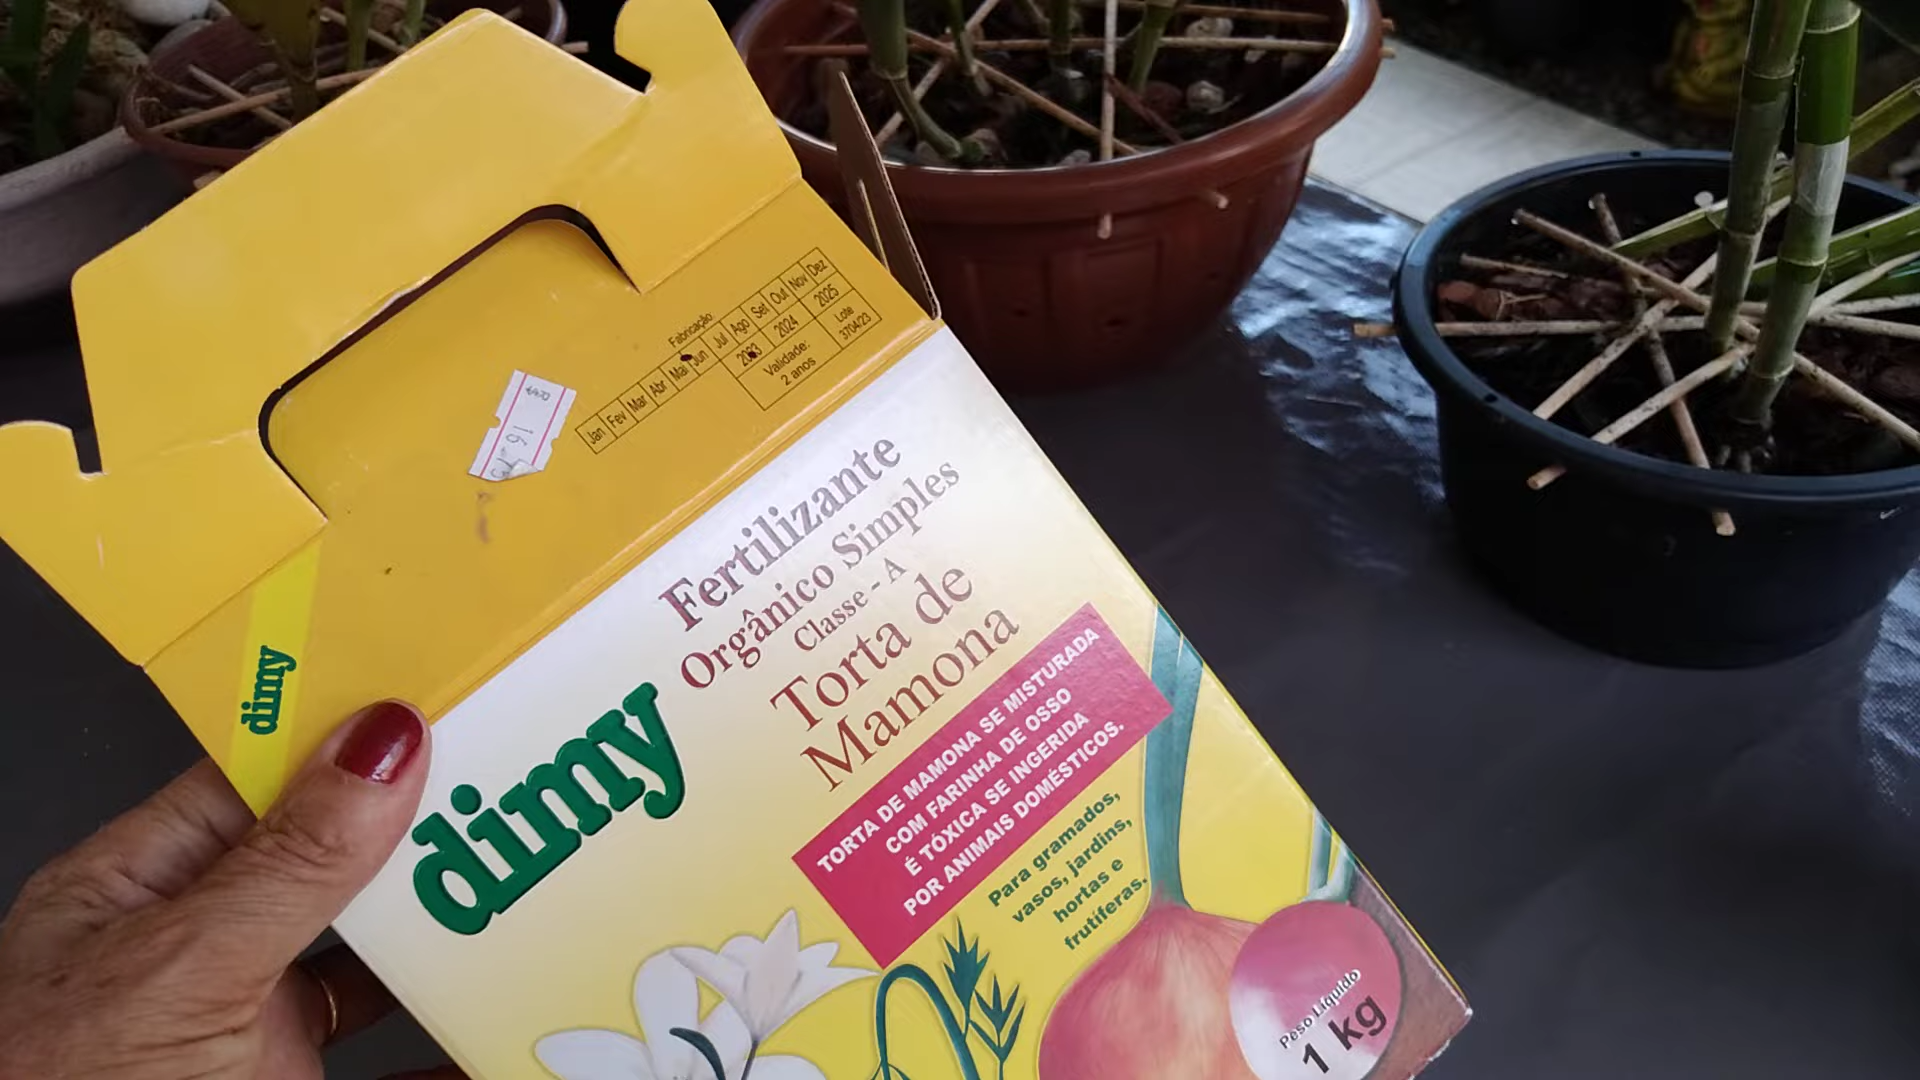 Fabricação:
Jan Fev Mar Abr Mai Jun Jul Ago Set Out Nov Dez
2023 2024 2025
Validade:
2 anos
Lote
3704/23
dimy
Fertilizante
Orgânico Simples
Classe - A
Torta de
Mamona
dimy
TORTA DE MAMONA SE MISTURADA
COM FARINHA DE OSSO
É TÓXICA SE INGERIDA
POR ANIMAIS DOMÉSTICOS.
Para gramados,
vasos, jardins,
hortas e
frutíferas.
Peso Líquido
1 kg